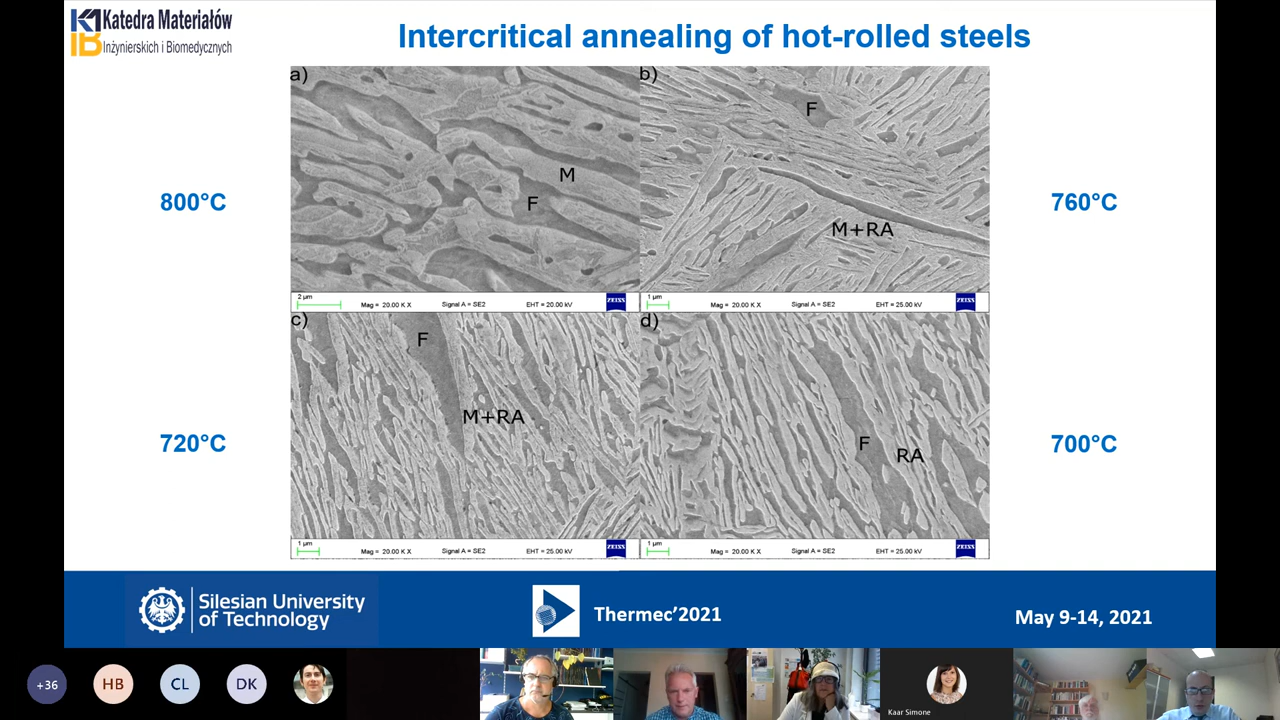 Katedra Materiałów
Inżynierskich i Biomedycznych
Intercritical annealing of hot-rolled steels
a)
b)
F
M
F
M+RA
800°C
760°C
2 µm
Mag = 20.00 K X
Signal A = SE2
EHT = 20.00 kV
ZEISS
1 µm
Mag = 20.00 K X
Signal A = SE2
EHT = 25.00 kV
ZEISS
c)
d)
F
M+RA
F
RA
720°C
700°C
1 µm
Mag = 20.00 K X
Signal A = SE2
EHT = 25.00 kV
ZEISS
1 µm
Mag = 20.00 K X
Signal A = SE2
EHT = 25.00 kV
ZEISS
Silesian University
of Technology
Thermec’2021
May 9-14, 2021
+36
HB
CL
DK
Kaar Simone